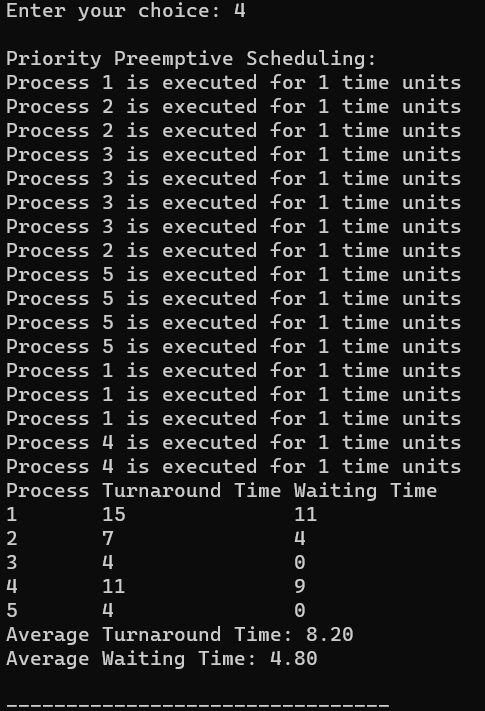 Enter your choice: 4
Priority Preemptive Scheduling:
Process 1 is executed for 1 time units
Process 2 is executed for 1 time units
Process 2 is executed for 1 time units
Process 3 is executed for 1 time units
Process 3 is executed for 1 time units
Process 3 is executed for 1 time units
Process 3 is executed for 1 time units
Process 2 is executed for 1 time units
Process 5 is executed for 1 time units
Process 5 is executed for 1 time units
Process 5 is executed for 1 time units
Process 5 is executed for 1 time units
Process 1 is executed for 1 time units
Process 1 is executed for 1 time units
Process 1 is executed for 1 time units
Process 4 is executed for 1 time units
Process 4 is executed for 1 time units
Process Turnaround Time Waiting Time
1       15              11
2       7               4
3       4               0
4       11              9
5       4               0
Average Turnaround Time: 8.20
Average Waiting Time: 4.80
--------------------------------